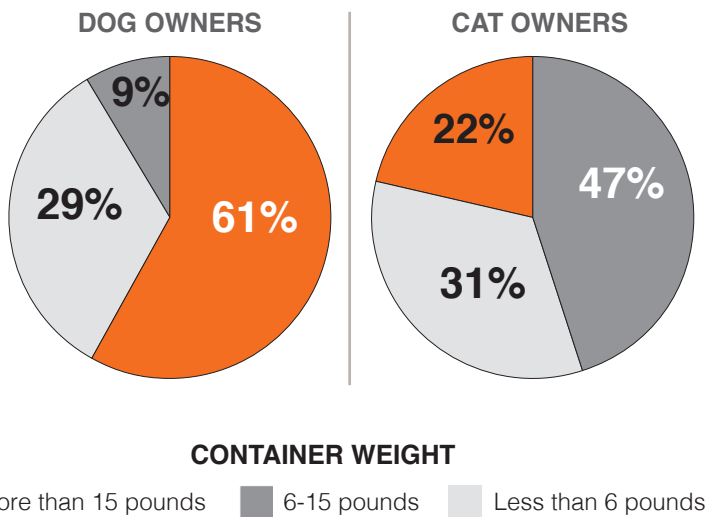 DOG OWNERS
CAT OWNERS
9%
29%
61%
22%
47%
31%
CONTAINER WEIGHT
ore than 15 pounds
6-15 pounds
Less than 6 pounds